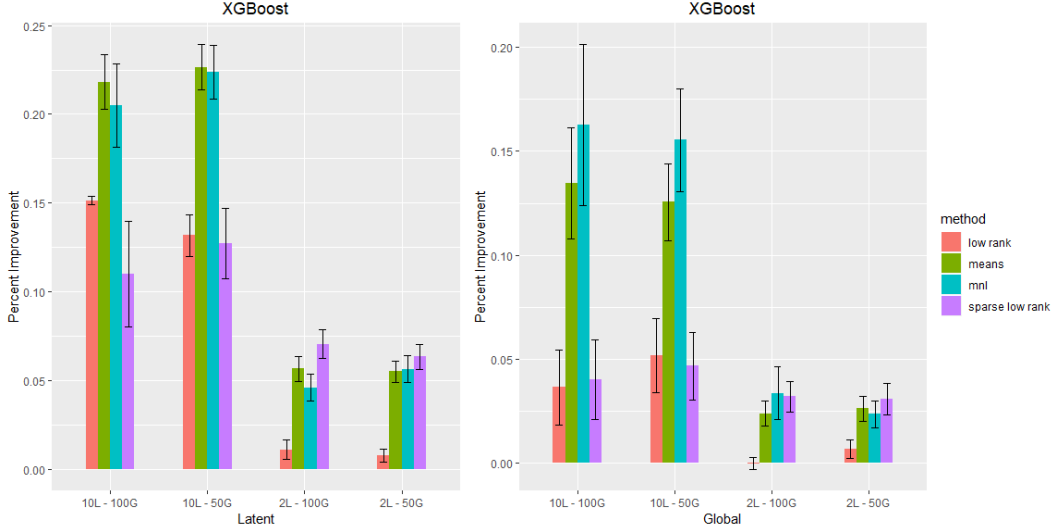 XGBoost
Percent Improvement
0.25
0.20
0.15
0.10
0.05
0.00
10L - 100G
10L - 50G
2L - 100G
2L - 50G
Latent
XGBoost
Percent Improvement
0.20
0.15
0.10
0.05
0.00
10L - 100G
10L - 50G
2L - 100G
2L - 50G
Global
method
low rank
means
mnl
sparse low rank